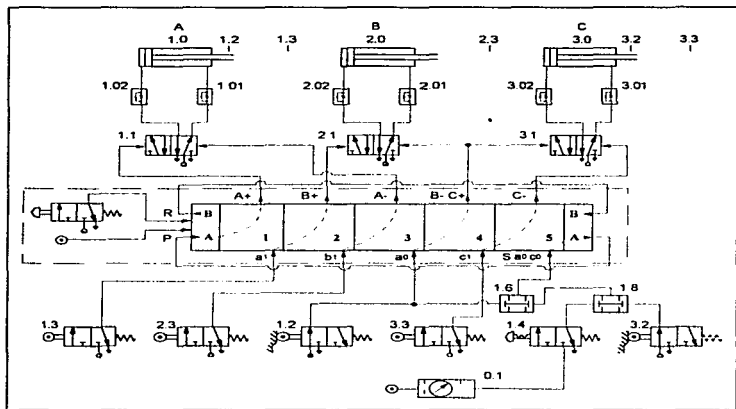 A B C
1.0 1.2 1.3 2.0 2.3 3.0 3.2 3.3
1.02 1.01 2.02 2.01 3.02 3.01
1.1 2.1 3.1
A+ B+ A- B- C+ C-
R B B
P A 1 2 3 4 5 A
a1 b1 a0 c1 S a0 c0
1.6 1.8
1.3 2.3 1.2 3.3 1.4 3.2
0.1